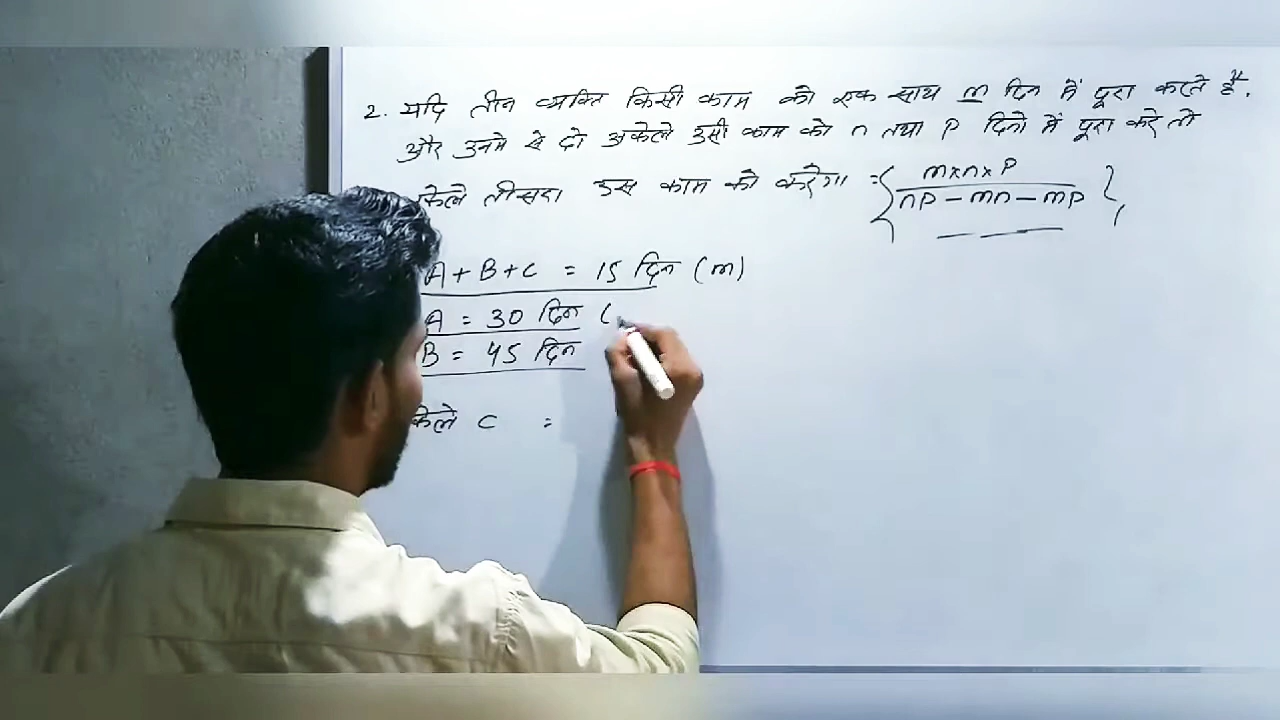 2. यदि तीन व्यक्ति किसी काम को एक साथ m दिन में पूरा करते हैं.
और उनमे से दो अकेले उसी काम को n तथा P दिनो में पूरा करे तो
केले तीसरा उस काम को करेगा = { m×n×P
nP - mn - mP }
A + B + C = 15 दिन (m)
A = 30 दिन (
B = 45 दिन
केले C =